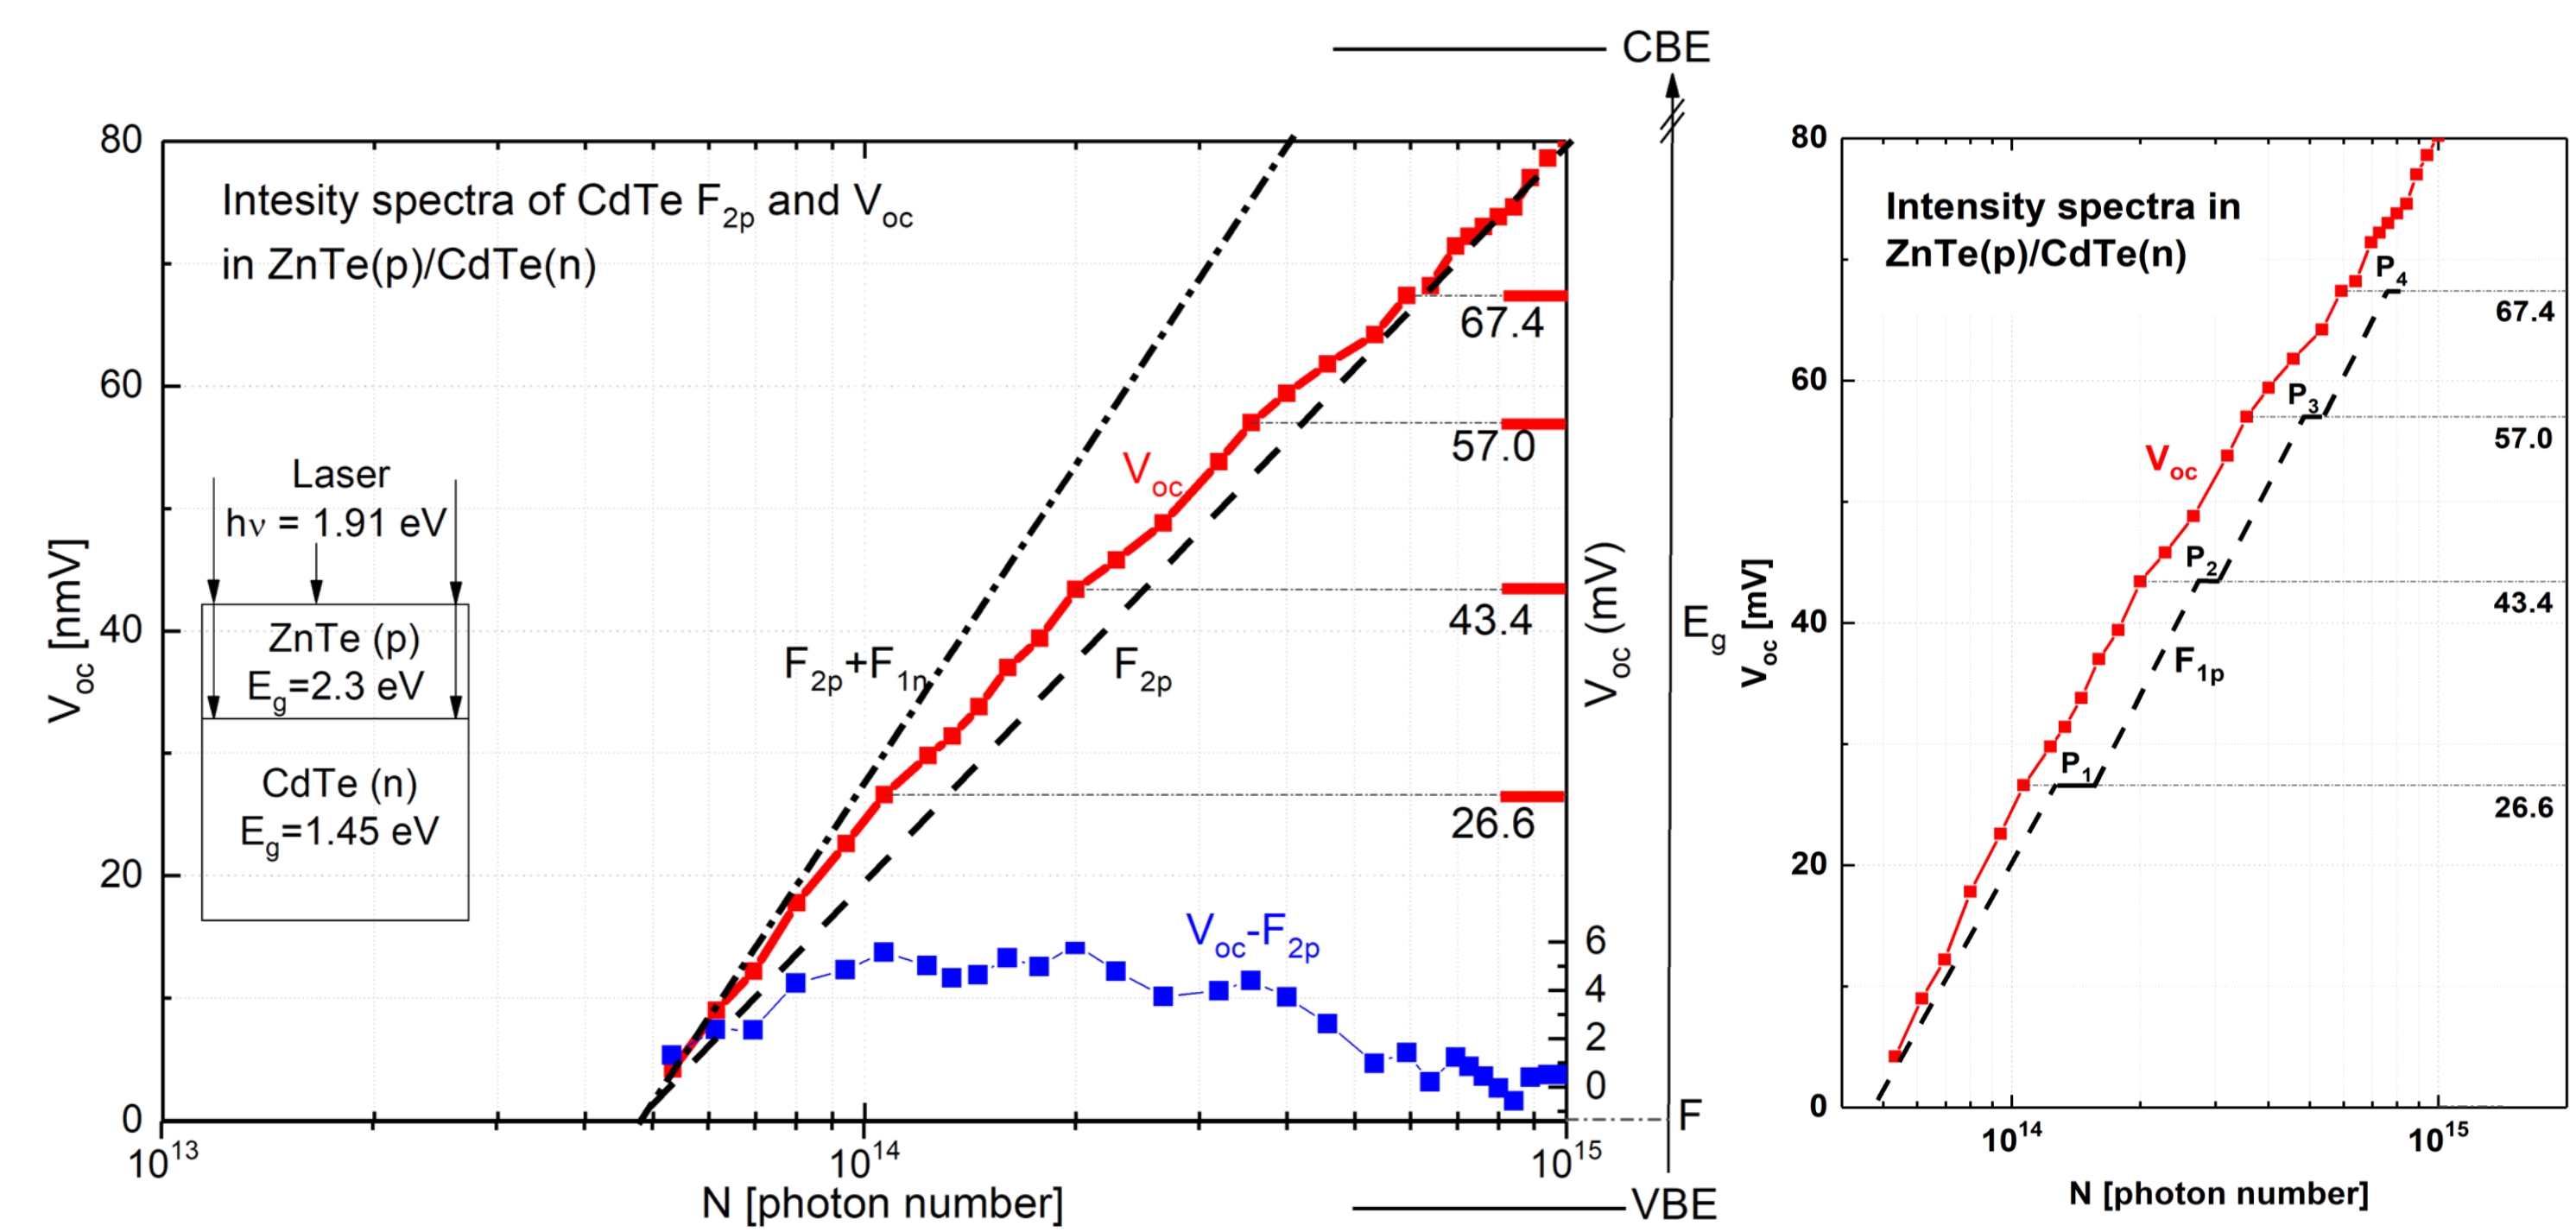 CBE
80
Intesity spectra of CdTe F2p and Voc
in ZnTe(p)/CdTe(n)
60
67.4
57.0
Voc
Laser
hν = 1.91 eV
Voc [nmV]
ZnTe (p)
Eg=2.3 eV
CdTe (n)
Eg=1.45 eV
40
43.4
F2p+F1n
F2p
Voc (mV)
Eg
26.6
20
Voc-F2p
6
4
2
0
F
0
10^13
10^14
10^15
N [photon number]
VBE
80
Intensity spectra in
ZnTe(p)/CdTe(n)
P4
67.4
60
P3
57.0
Voc
P2
43.4
Voc [mV]
40
F1p
P1
26.6
20
0
10^14
10^15
N [photon number]